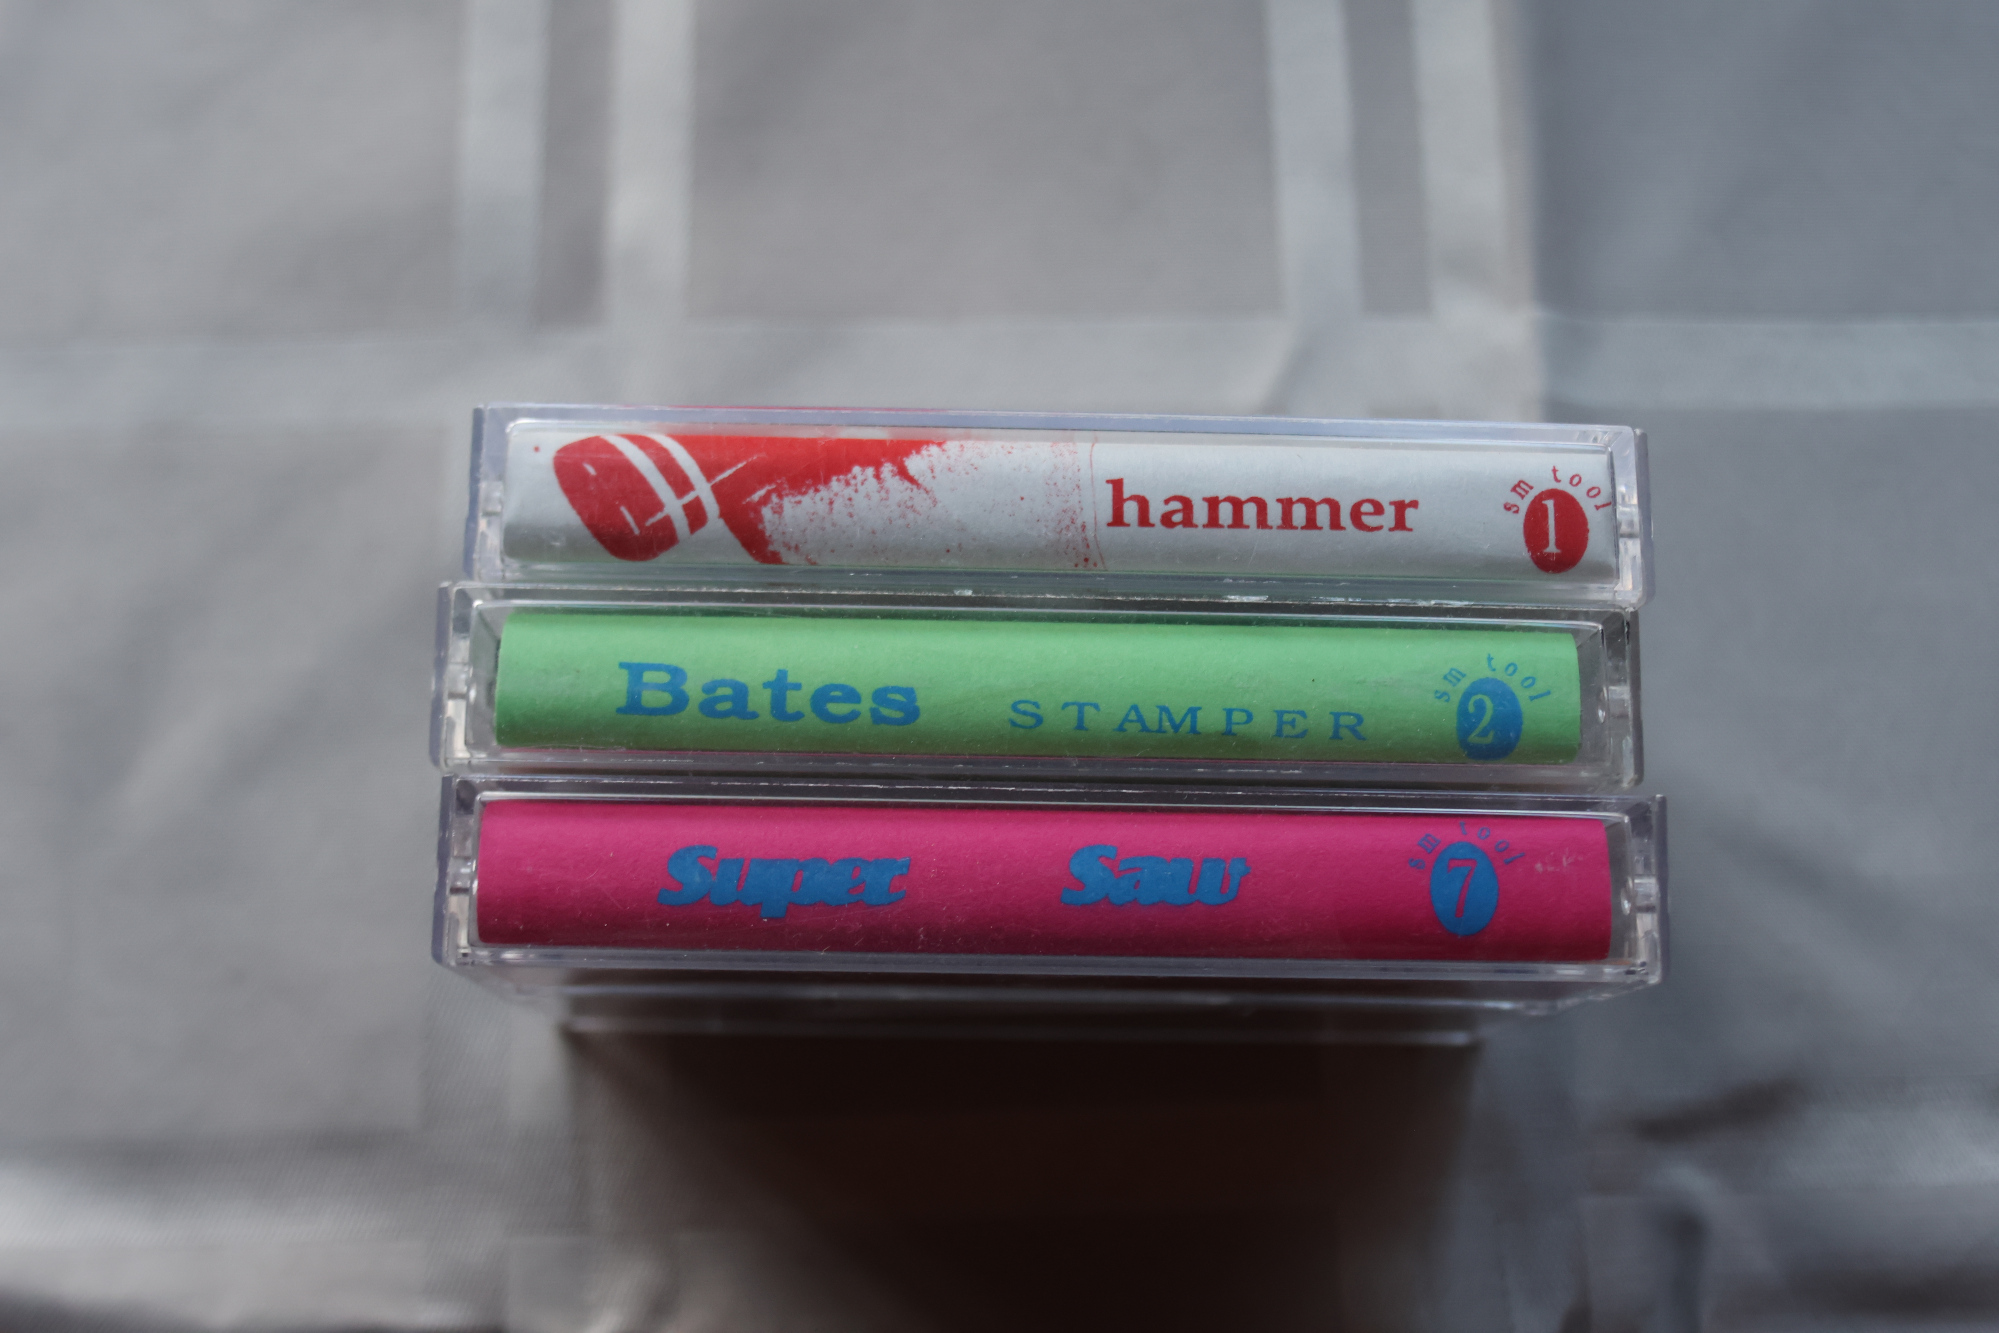 hammer sm tool 1
Bates STAMPER sm tool 2
Super Saw sm tool 7